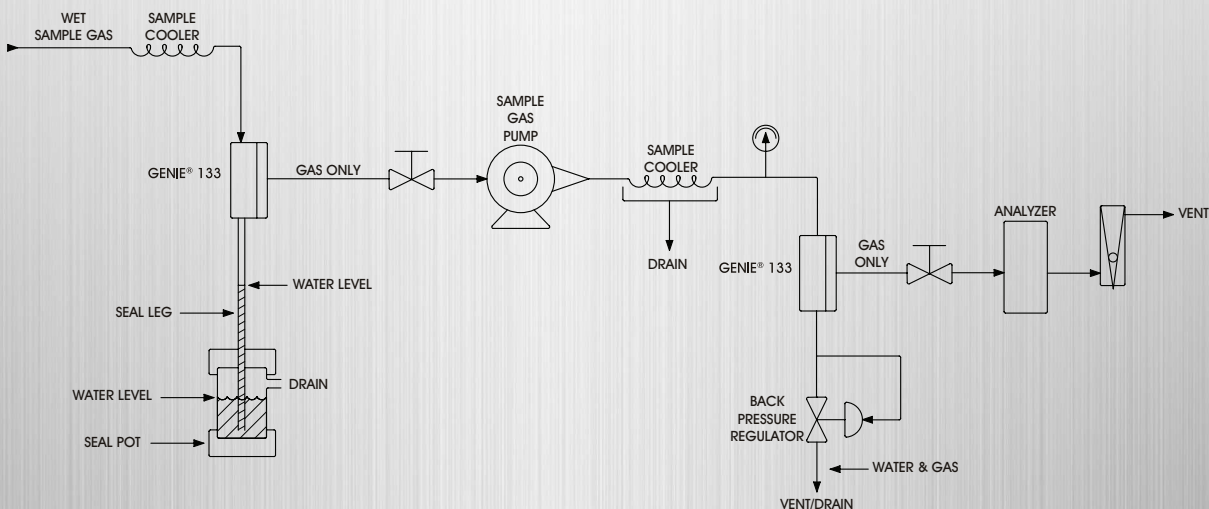 WET
SAMPLE GAS
SAMPLE
COOLER
GENIE® 133
GAS ONLY
SAMPLE
GAS
PUMP
SAMPLE
COOLER
DRAIN
GENIE® 133
GAS
ONLY
ANALYZER
VENT
WATER LEVEL
SEAL LEG
DRAIN
WATER LEVEL
SEAL POT
BACK
PRESSURE
REGULATOR
WATER & GAS
VENT/DRAIN